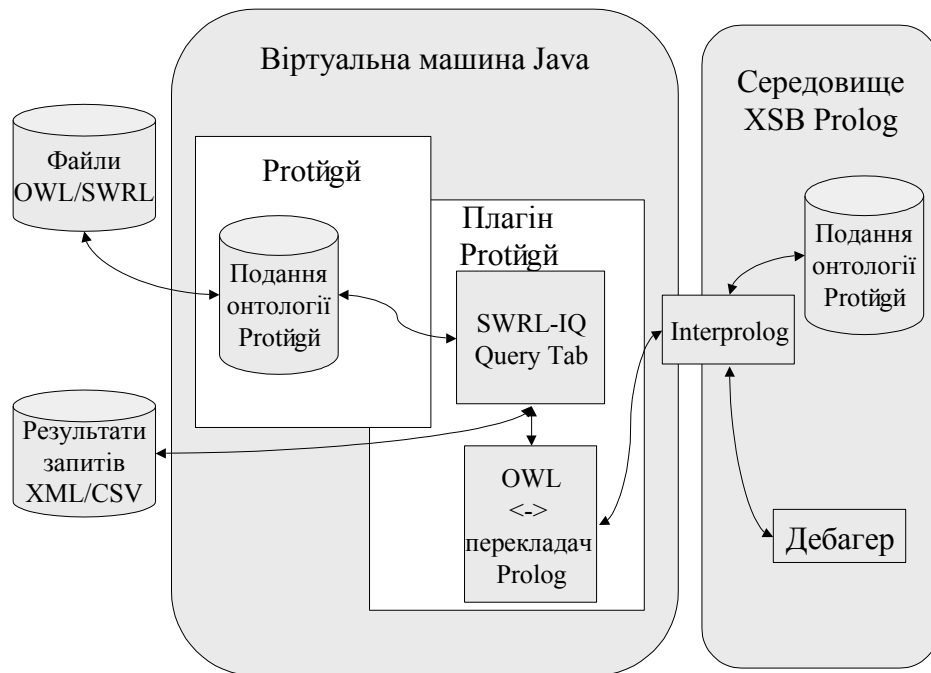 Віртуальна машина Java
Середовище
XSB Prolog
Файли
OWL/SWRL
Protйgй
Подання
онтології
Protйgй
Плагін
Protйgй
SWRL-IQ
Query Tab
Interprolog
Подання
онтології
Protйgй
Результати
запитів
XML/CSV
OWL
<->
перекладач
Prolog
Дебагер